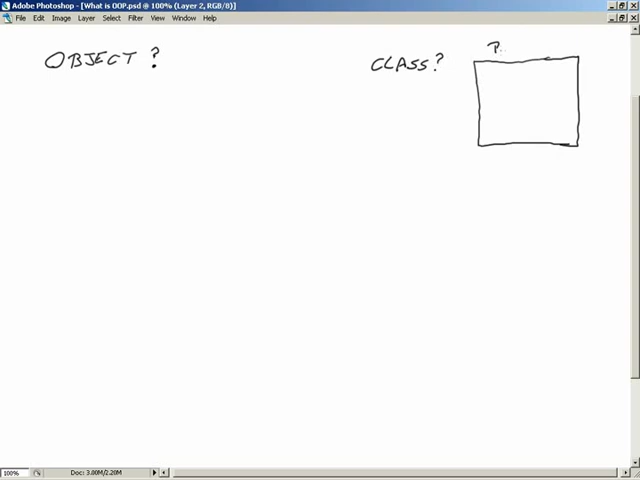 Adobe Photoshop - [What is OOP.psd @ 100% (Layer 2, RGB/8)]
File Edit Image Layer Select Filter View Window Help
OBJECT ?
CLASS?
P
100% Doc: 3.00M/2.20M